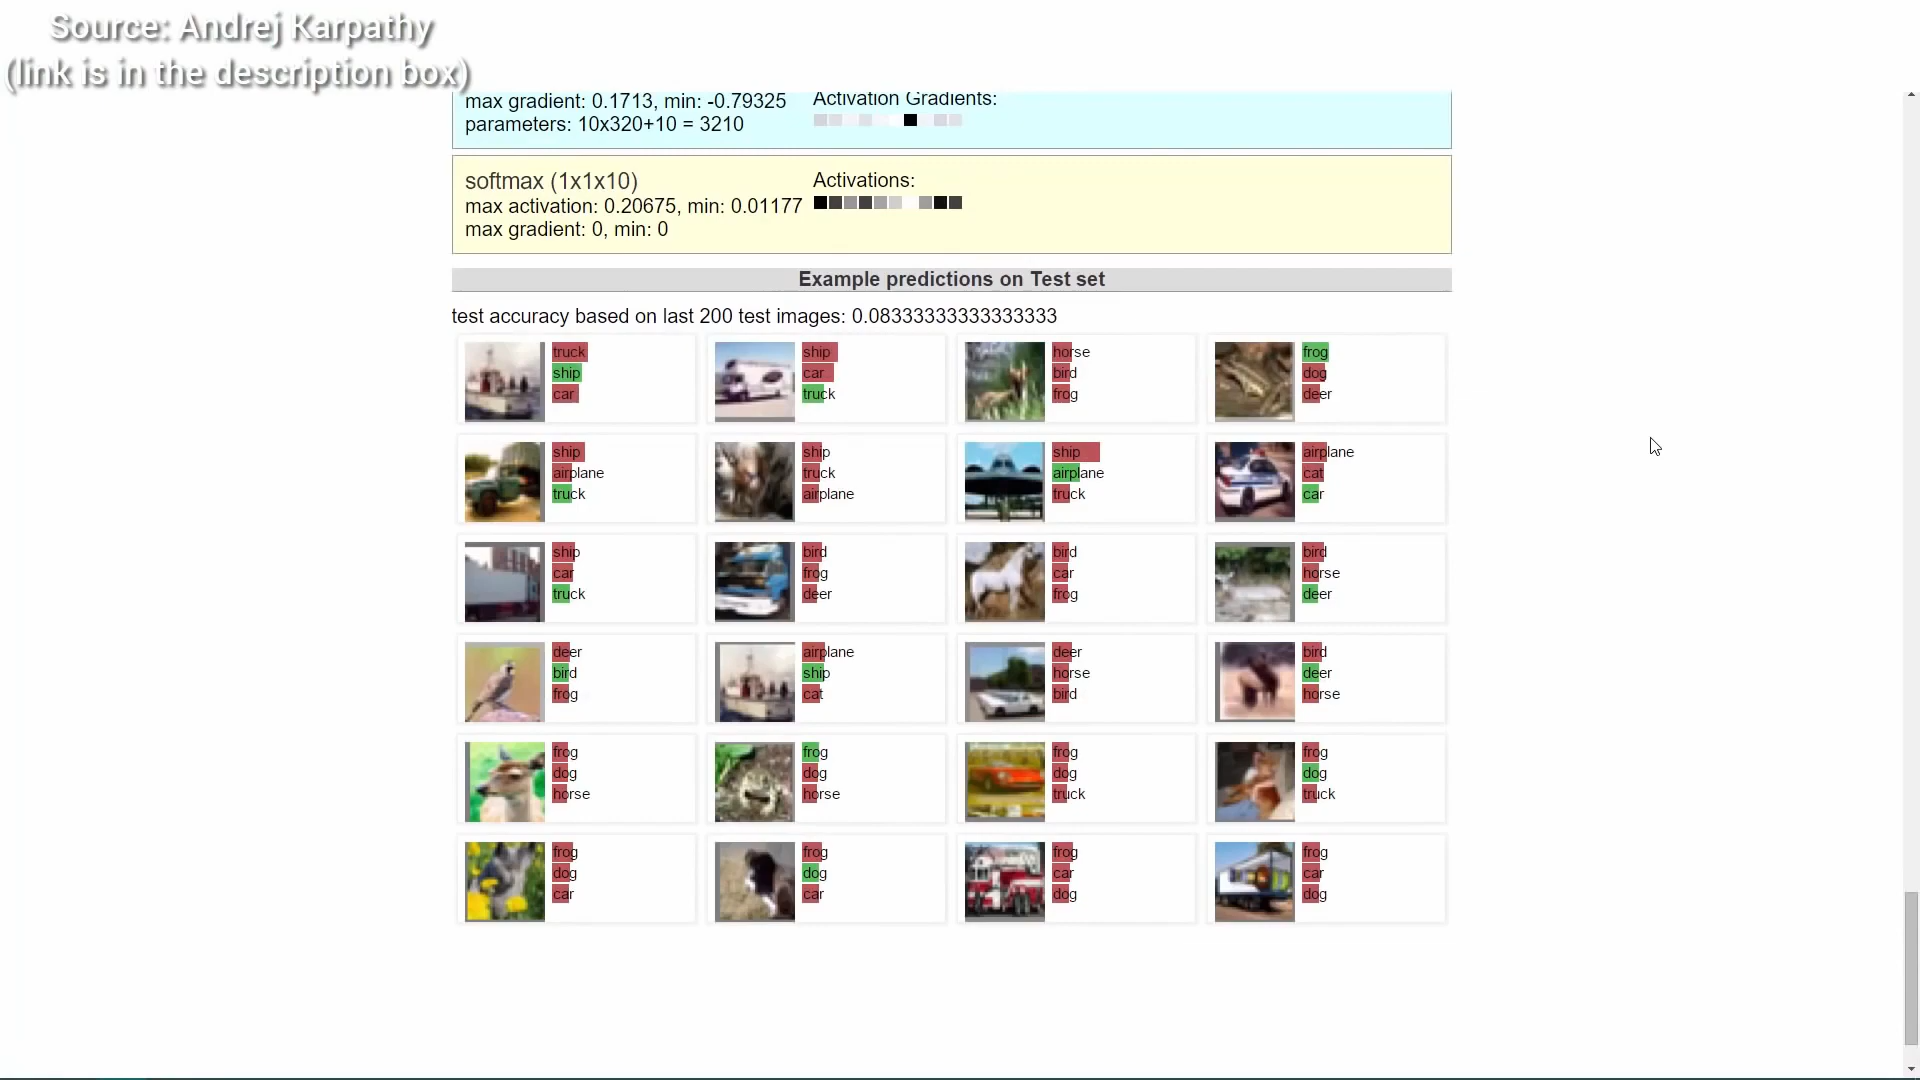 Source: Andrej Karpathy
(link is in the description box)
max gradient: 0.1713, min: -0.79325
parameters: 10x320+10 = 3210
Activation Gradients:
softmax (1x1x10)
max activation: 0.20675, min: 0.01177
max gradient: 0, min: 0
Activations:
Example predictions on Test set
test accuracy based on last 200 test images: 0.08333333333333333
truck
ship
car
ship
car
truck
horse
bird
frog
frog
dog
deer
ship
airplane
truck
ship
truck
airplane
ship
airplane
truck
airplane
cat
car
ship
car
truck
bird
frog
deer
bird
car
frog
bird
horse
deer
deer
bird
frog
airplane
ship
cat
deer
horse
bird
bird
deer
horse
frog
dog
horse
frog
dog
horse
frog
dog
truck
frog
dog
truck
frog
dog
car
frog
dog
car
frog
car
dog
frog
car
dog